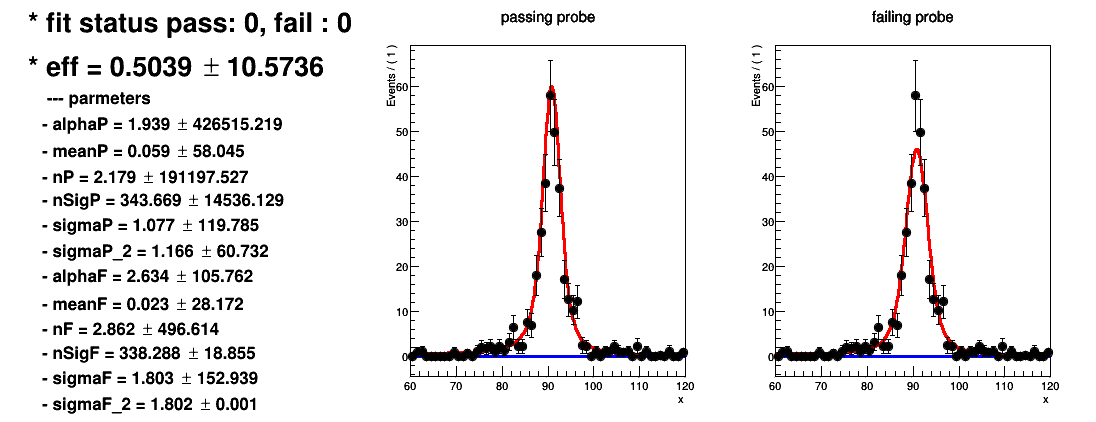 * fit status pass: 0, fail : 0
* eff = 0.5039 ± 10.5736
--- parmeters
- alphaP = 1.939 ± 426515.219
- meanP = 0.059 ± 58.045
- nP = 2.179 ± 191197.527
- nSigP = 343.669 ± 14536.129
- sigmaP = 1.077 ± 119.785
- sigmaP_2 = 1.166 ± 60.732
- alphaF = 2.634 ± 105.762
- meanF = 0.023 ± 28.172
- nF = 2.862 ± 496.614
- nSigF = 338.288 ± 18.855
- sigmaF = 1.803 ± 152.939
- sigmaF_2 = 1.802 ± 0.001
passing probe
Events / ( 1 )
60
50
40
30
20
10
0
60 70 80 90 100 110 120
x
failing probe
Events / ( 1 )
60
50
40
30
20
10
0
60 70 80 90 100 110 120
x